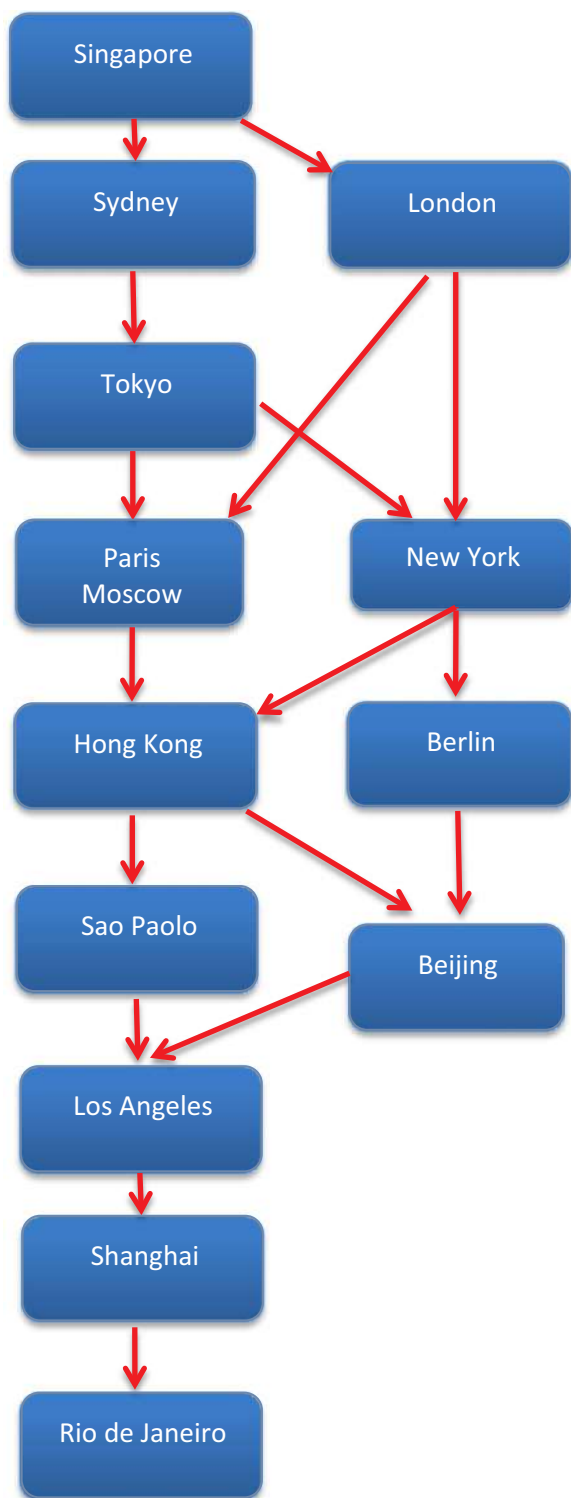 Singapore
Sydney
London
Tokyo
Paris
Moscow
New York
Hong Kong
Berlin
Sao Paolo
Beijing
Los Angeles
Shanghai
Rio de Janeiro